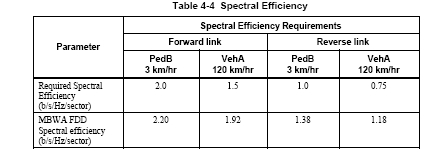 Table 4-4 Spectral Efficiency
Parameter
Spectral Efficiency Requirements
Forward link
Reverse link
PedB
3 km/hr
VehA
120 km/hr
PedB
3 km/hr
VehA
120 km/hr
Required Spectral
Efficiency
(b/s/Hz/sector)
2.0
1.5
1.0
0.75
MBWA FDD
Spectral efficiency
(b/s/Hz/sector)
2.20
1.92
1.38
1.18